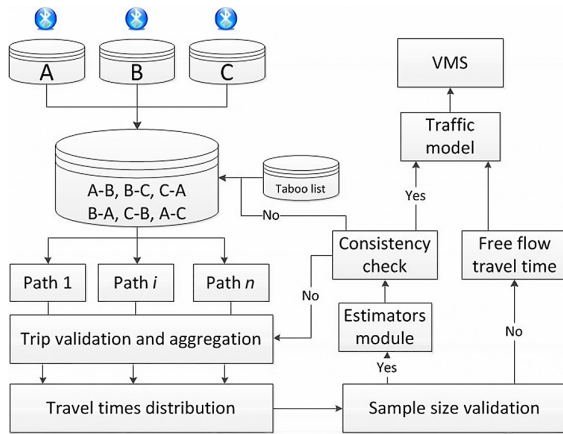 A
B
C
VMS
Traffic
model
A-B, B-C, C-A
B-A, C-B, A-C
Taboo list
No
Yes
Consistency
check
Free flow
travel time
Path 1
Path i
Path n
No
Estimators
module
No
Trip validation and aggregation
Yes
Travel times distribution
Sample size validation